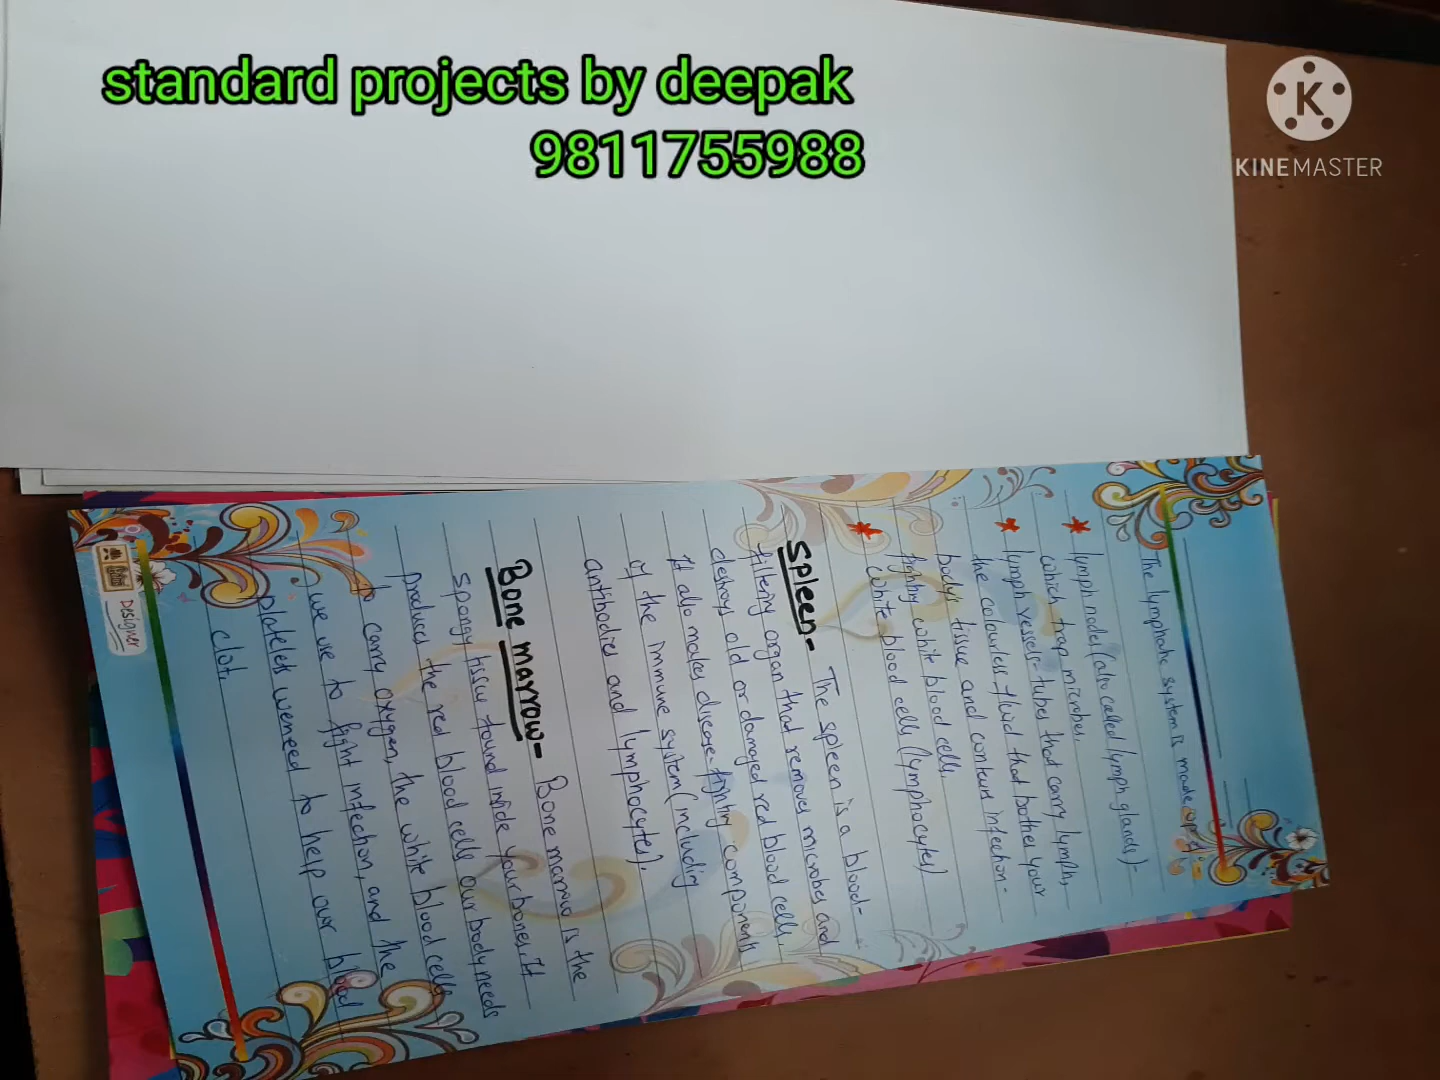 standard projects by deepak
9811755988
KINEMASTER
The lymphatic system is made up of -
* lymph nodes (also called lymph glands) -
which trap microbes.
* lymph vessels - tubes that carry lymph,
the colourless fluid that bathes your
body's tissue and contains infection-
fighting white blood cells.
* white blood cells (lymphocytes)
Spleen- The spleen is a blood-
filtering organ that removes microbes and
destroys old or damaged red blood cells.
It also makes disease-fighting components
of the immune system (including
antibodies and lymphocytes).
Bone marrow- Bone marrow is the
spongy tissue found inside your bones. It
produces the red blood cells our body needs
to carry oxygen, the white blood cells
we use to fight infection, and the
platelets we need to help our blood
clot.
Designer